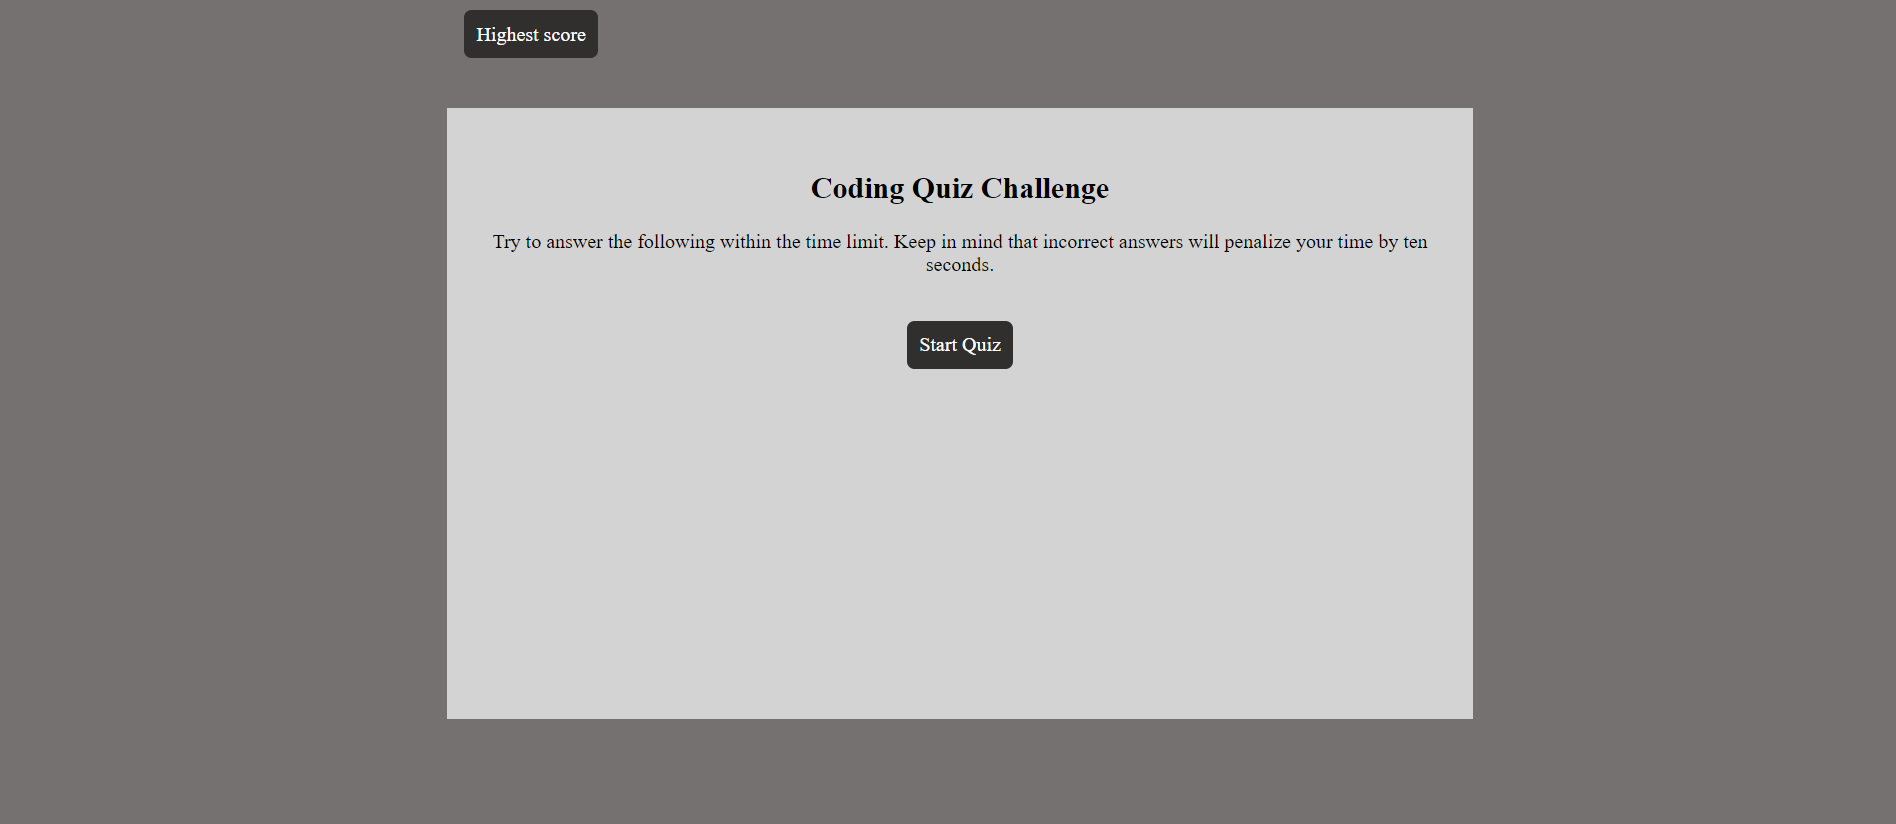 Highest score
Coding Quiz Challenge
Try to answer the following within the time limit. Keep in mind that incorrect answers will penalize your time by ten
seconds.
Start Quiz